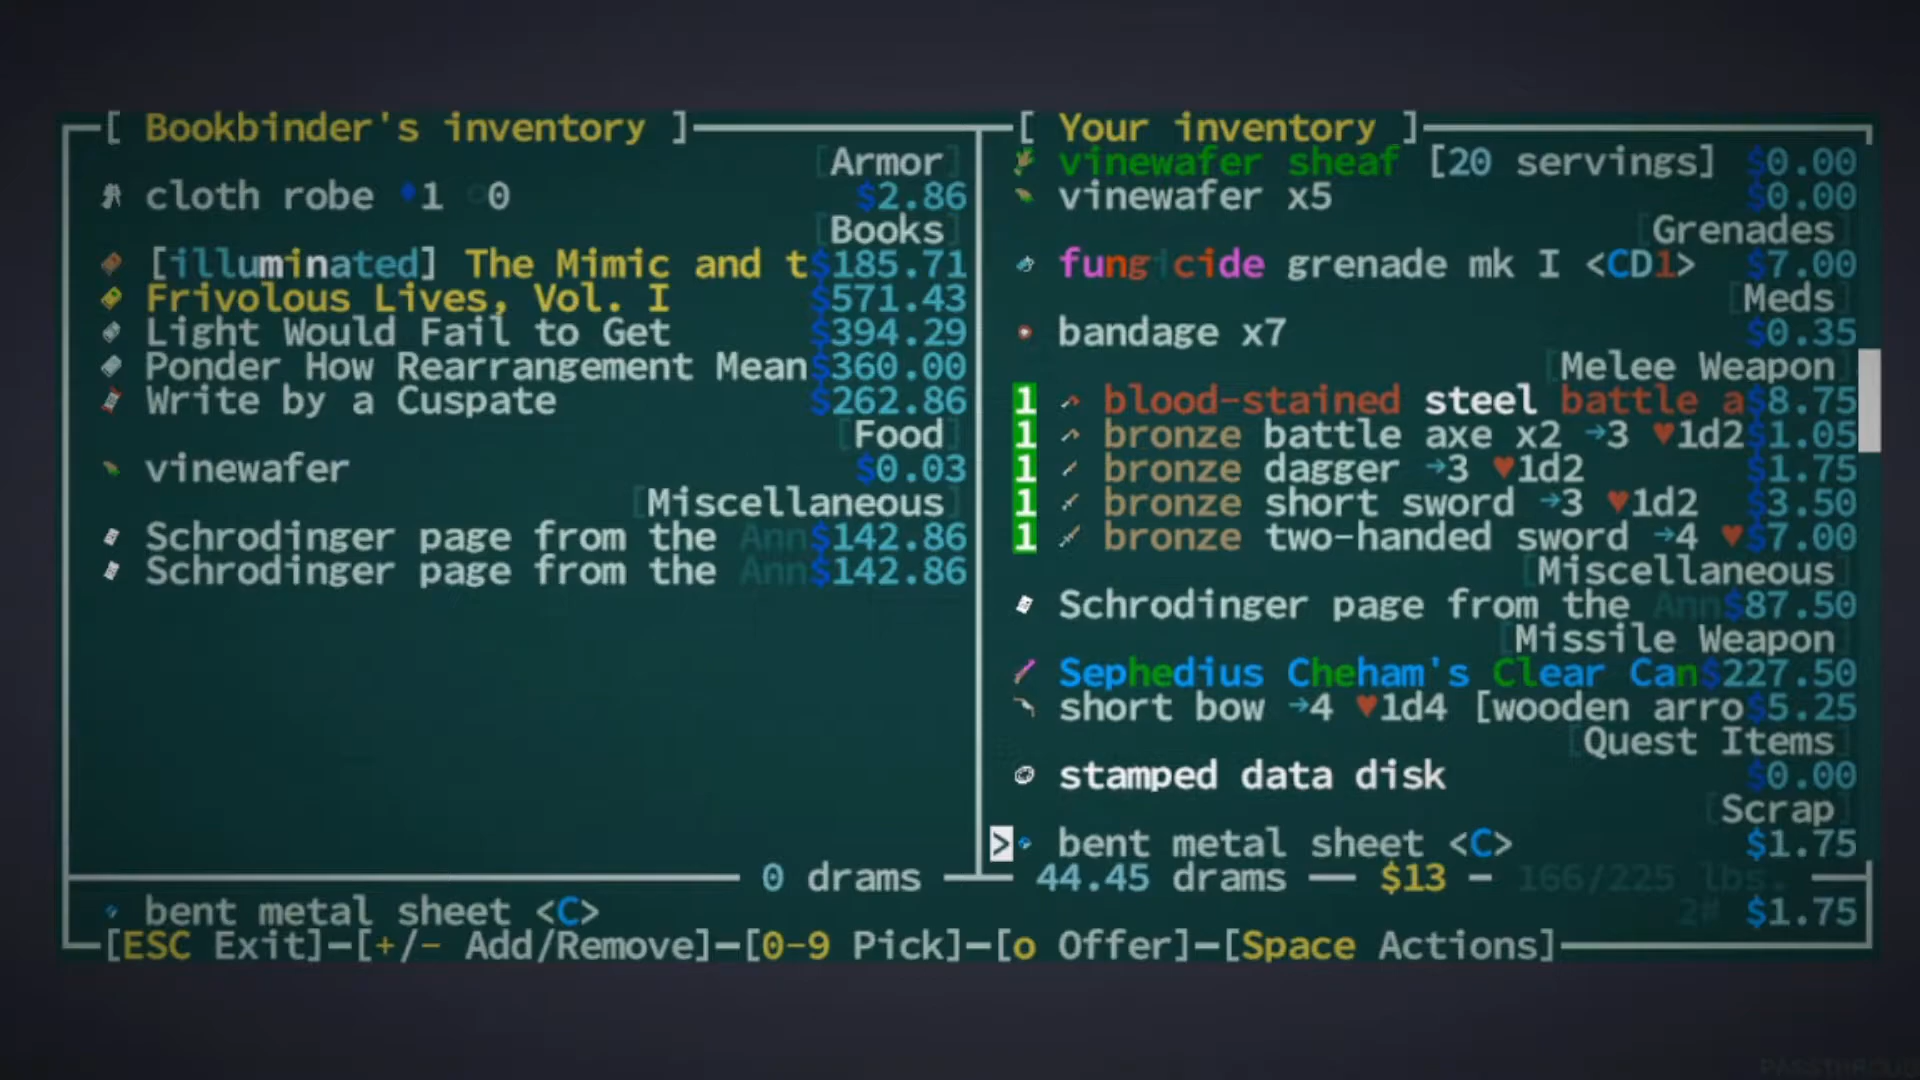 [ Bookbinder's inventory ]
[Armor]
cloth robe ♦1 ○0 $2.86
[Books]
[illuminated] The Mimic and t$185.71
Frivolous Lives, Vol. I $571.43
Light Would Fail to Get $394.29
Ponder How Rearrangement Mean$360.00
Write by a Cuspate $262.86
[Food]
vinewafer $0.03
[Miscellaneous]
Schrodinger page from the Ann$142.86
Schrodinger page from the Ann$142.86
0 drams
[ Your inventory ]
vinewafer sheaf [20 servings] $0.00
vinewafer x5 $0.00
[Grenades]
fungicide grenade mk I <CD1> $7.00
[Meds]
bandage x7 $0.35
[Melee Weapon]
1 blood-stained steel battle a$8.75
1 bronze battle axe x2 →3 ♥1d2$1.05
1 bronze dagger →3 ♥1d2 $1.75
1 bronze short sword →3 ♥1d2 $3.50
1 bronze two-handed sword →4 ♥$7.00
[Miscellaneous]
Schrodinger page from the Ann$87.50
[Missile Weapon]
Sephedius Cheham's Clear Can$227.50
short bow →4 ♥1d4 [wooden arro$5.25
[Quest Items]
stamped data disk $0.00
[Scrap]
> bent metal sheet <C> $1.75
44.45 drams — $13 — 166/225 lbs.
bent metal sheet <C> 2# $1.75
[ESC Exit]-[+/- Add/Remove]-[0-9 Pick]-[o Offer]-[Space Actions]